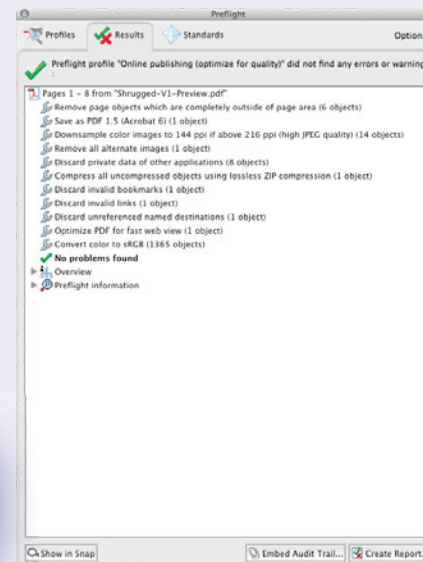 Preflight
Profiles Results Standards Option
Preflight profile "Online publishing (optimize for quality)" did not find any errors or warning
:
Pages 1 - 8 from "Shrugged-V1-Preview.pdf"
Remove page objects which are completely outside of page area (6 objects)
Save as PDF 1.5 (Acrobat 6) (1 object)
Downsample color images to 144 ppi if above 216 ppi (high JPEG quality) (14 objects)
Remove all alternate images (1 object)
Discard private data of other applications (8 objects)
Compress all uncompressed objects using lossless ZIP compression (1 object)
Discard invalid bookmarks (1 object)
Discard invalid links (1 object)
Discard unreferenced named destinations (1 object)
Optimize PDF for fast web view (1 object)
Convert color to sRGB (1365 objects)
No problems found
Overview
Preflight information
Show in Snap Embed Audit Trail... Create Report.